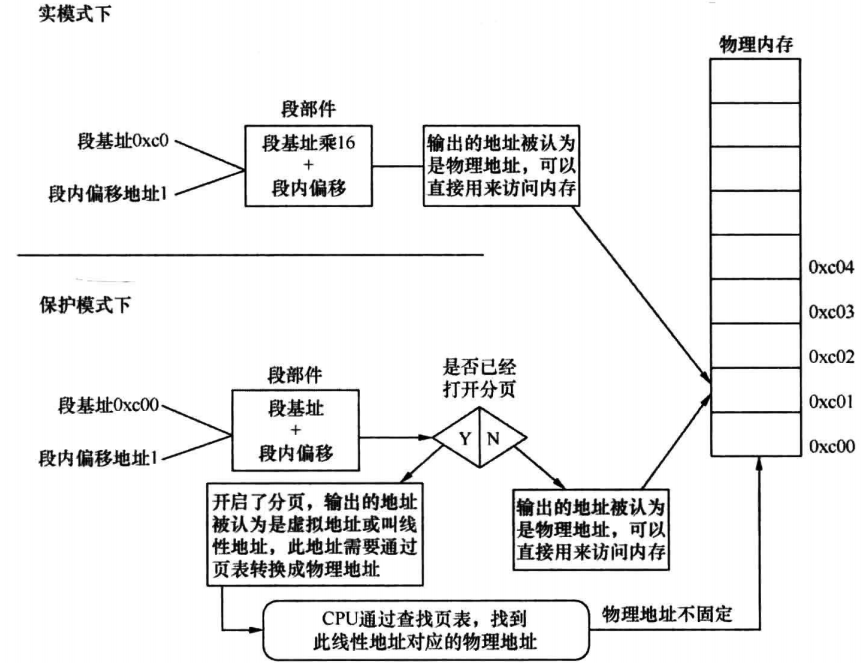 实模式下
物理内存
段部件
段基址0xc0
段内偏移地址1
段基址乘16
+
段内偏移
输出的地址被认为
是物理地址，可以
直接用来访问内存
0xc04
0xc03
0xc02
0xc01
0xc00
保护模式下
段部件
段基址0xc00
段内偏移地址1
段基址
+
段内偏移
是否已经
打开分页
Y N
开启了分页，输出的地址
被认为是虚拟地址或叫线
性地址，此地址需要通过
页表转换成物理地址
输出的地址被认为
是物理地址，可以
直接用来访问内存
CPU通过查找页表，找到
此线性地址对应的物理地址
物理地址不固定